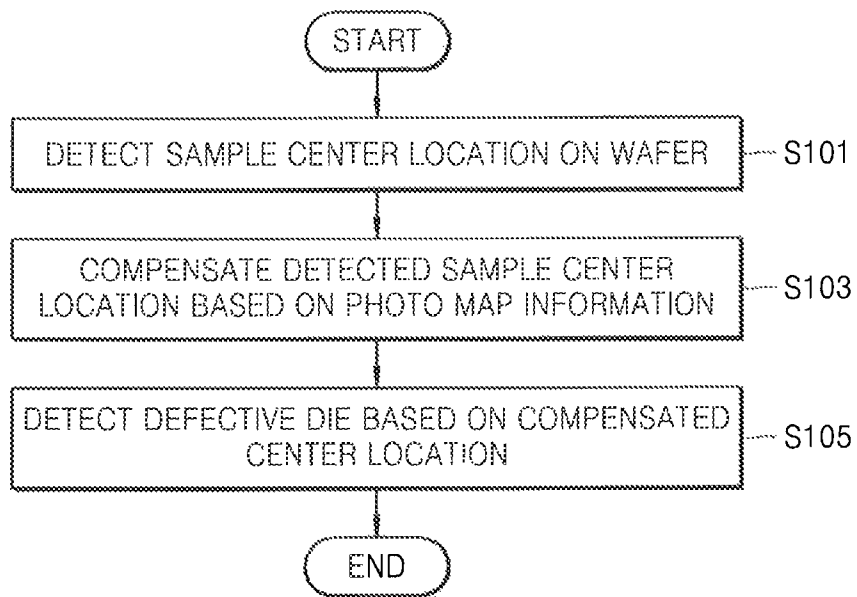 START
DETECT SAMPLE CENTER LOCATION ON WAFER
S101
COMPENSATE DETECTED SAMPLE CENTER
LOCATION BASED ON PHOTO MAP INFORMATION
S103
DETECT DEFECTIVE DIE BASED ON COMPENSATED
CENTER LOCATION
S105
END